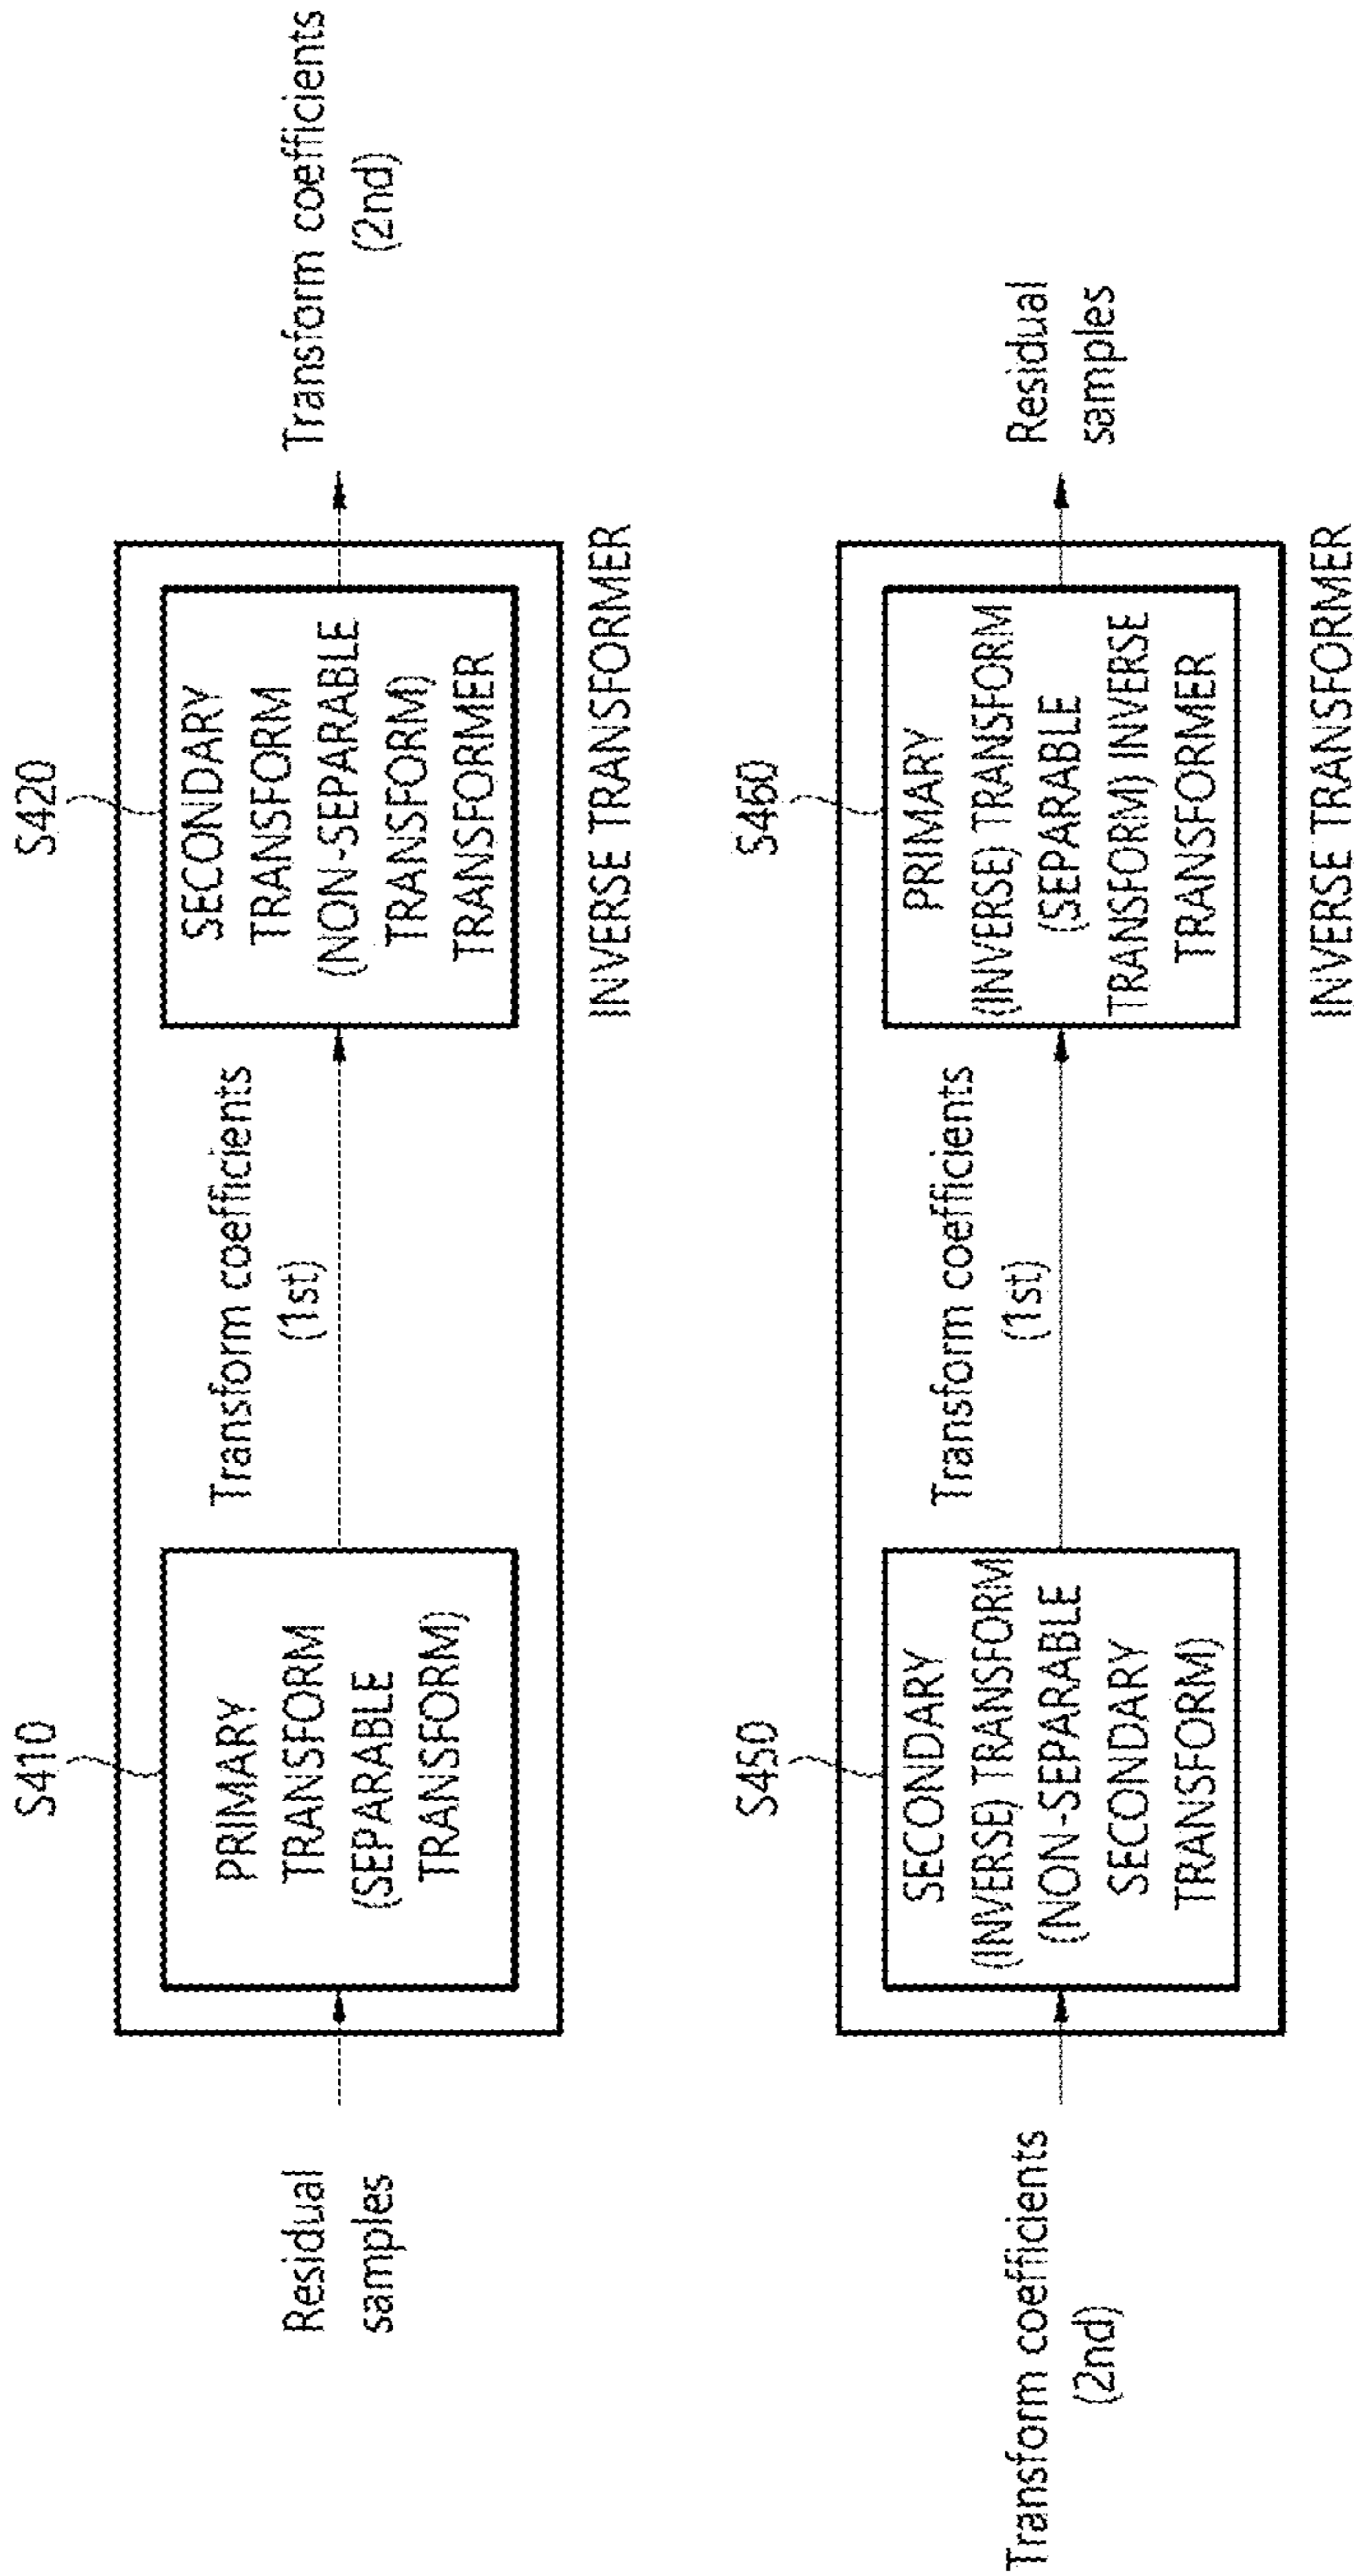 S410
S420
Residual
samples
PRIMARY
TRANSFORM
(SEPARABLE
TRANSFORM)
Transform coefficients
(1st)
SECONDARY
TRANSFORM
(NON-SEPARABLE
TRANSFORM)
TRANSFORMER
Transform coefficients
(2nd)
INVERSE TRANSFORMER
S450
S460
Transform coefficients
(2nd)
SECONDARY
(INVERSE) TRANSFORM
(NON-SEPARABLE
SECONDARY
TRANSFORM)
Transform coefficients
(1st)
PRIMARY
(INVERSE) TRANSFORM
(SEPARABLE
TRANSFORM) INVERSE
TRANSFORMER
Residual
samples
INVERSE TRANSFORMER